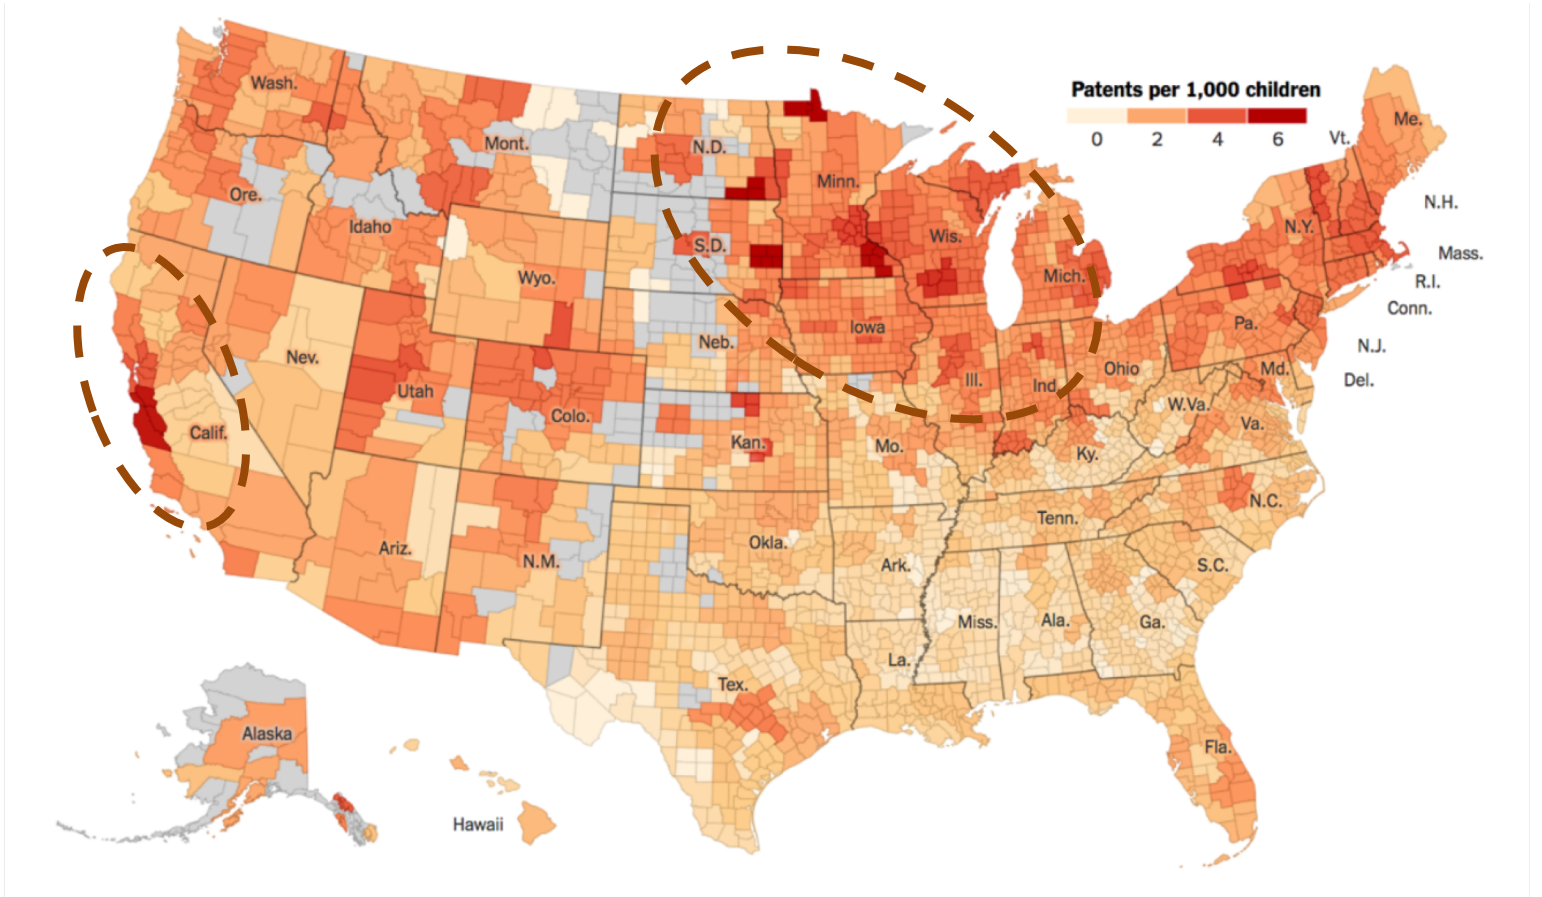 Patents per 1,000 children
0 2 4 6
Wash.
Mont.
N.D.
Minn.
Vt.
Me.
Ore.
Idaho
S.D.
Wis.
Mich.
N.Y.
N.H.
Mass.
R.I.
Conn.
Wyo.
Iowa
Neb.
Pa.
N.J.
Nev.
Utah
Colo.
Ill.
Ind.
Ohio
Md.
Del.
Calif.
Kan.
Mo.
W.Va.
Va.
Ky.
Ariz.
N.M.
Okla.
Ark.
Tenn.
N.C.
S.C.
Miss.
Ala.
Ga.
La.
Tex.
Alaska
Hawaii
Fla.